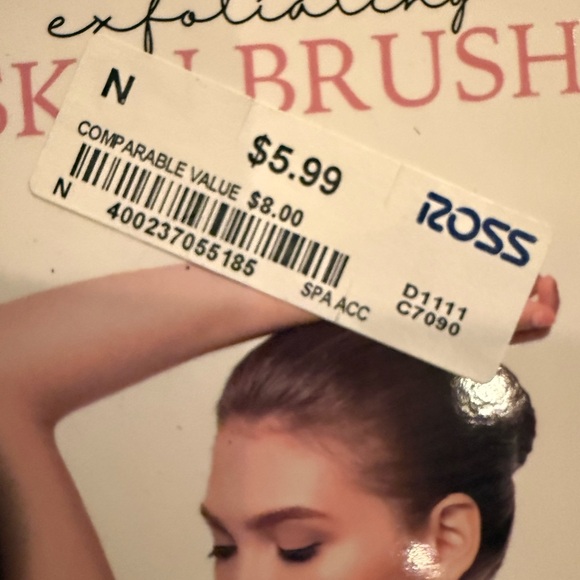 exfoliating
SKIN BRUSH
N
$5.99
COMPARABLE VALUE $8.00
N
400237055185
SPA ACC
ROSS
D1111
C7090